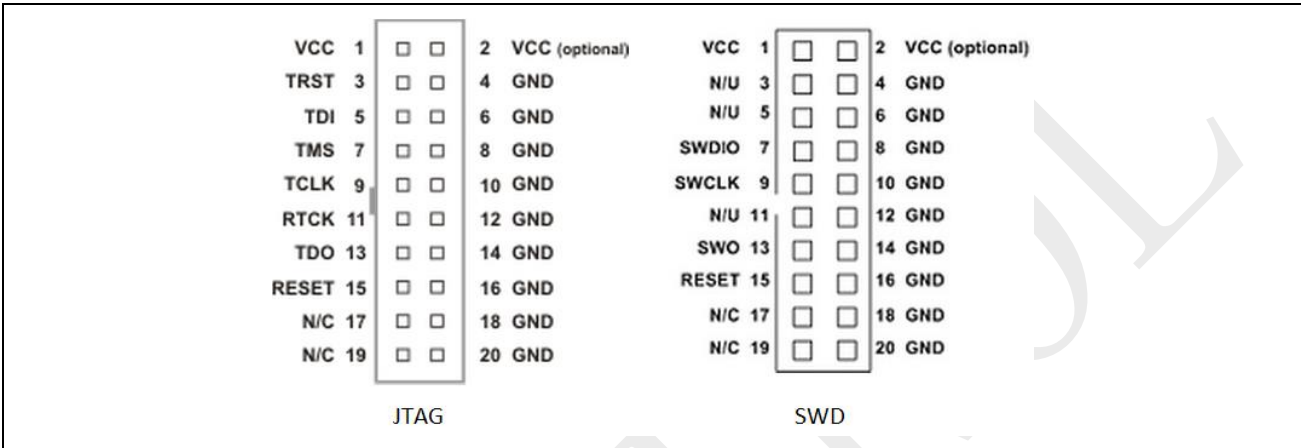 VCC 1 2 VCC (optional)
TRST 3 4 GND
TDI 5 6 GND
TMS 7 8 GND
TCLK 9 10 GND
RTCK 11 12 GND
TDO 13 14 GND
RESET 15 16 GND
N/C 17 18 GND
N/C 19 20 GND
JTAG
VCC 1 2 VCC (optional)
N/U 3 4 GND
N/U 5 6 GND
SWDIO 7 8 GND
SWCLK 9 10 GND
N/U 11 12 GND
SWO 13 14 GND
RESET 15 16 GND
N/C 17 18 GND
N/C 19 20 GND
SWD